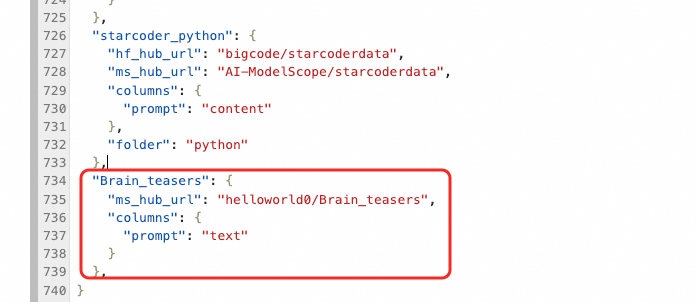 724 }
725 },
726 "starcoder_python": {
727 "hf_hub_url": "bigcode/starcoderdata",
728 "ms_hub_url": "AI-ModelScope/starcoderdata",
729 "columns": {
730 "prompt": "content"
731 },
732 "folder": "python"
733 },
734 "Brain_teasers": {
735 "ms_hub_url": "helloworld0/Brain_teasers",
736 "columns": {
737 "prompt": "text"
738 }
739 },
740 }